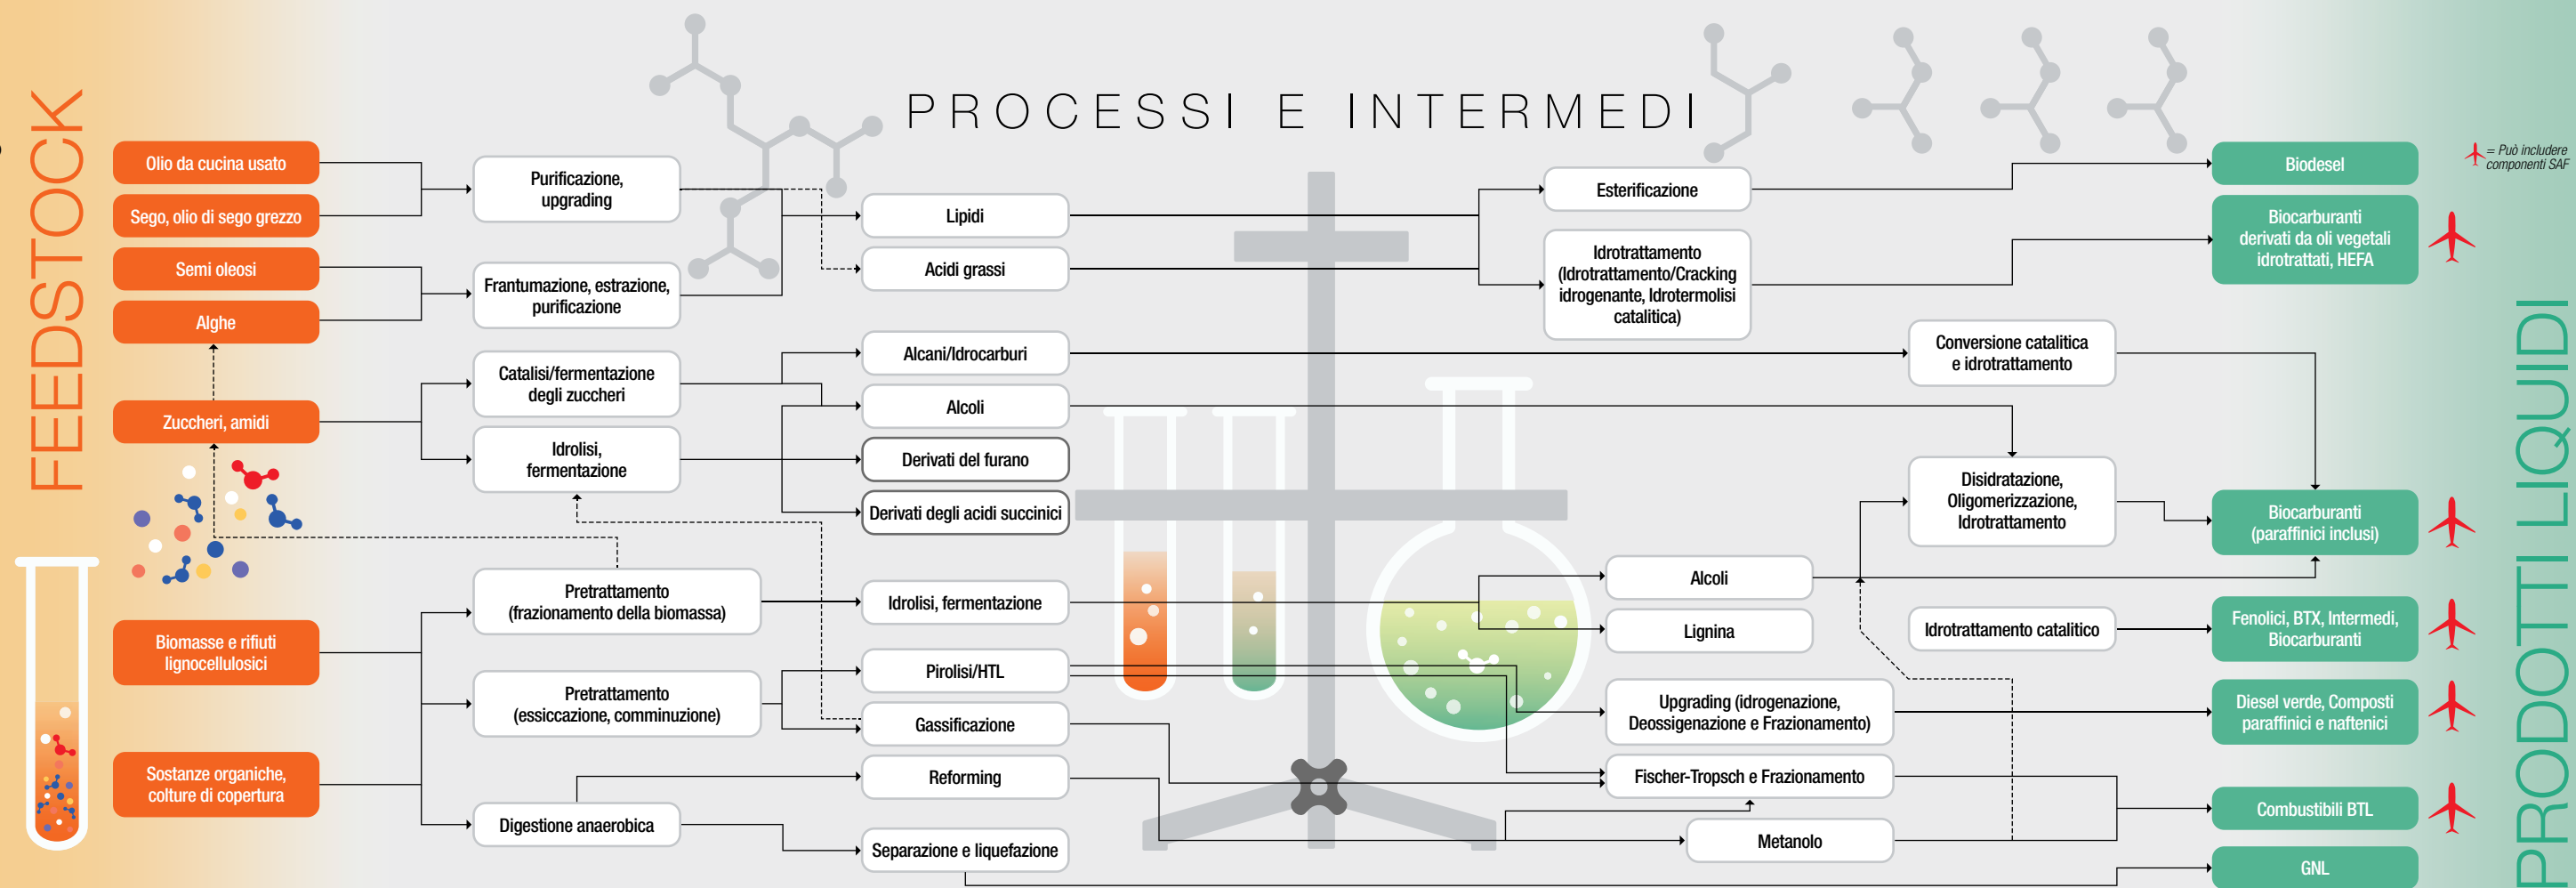 PROCESSI E INTERMEDI
FEEDSTOCK
Olio da cucina usato
Sego, olio di sego grezzo
Semi oleosi
Alghe
Zuccheri, amidi
Biomasse e rifiuti
lignocellulosici
Sostanze organiche,
colture di copertura
Purificazione,
upgrading
Frantumazione, estrazione,
purificazione
Catalisi/fermentazione
degli zuccheri
Idrolisi,
fermentazione
Pretrattamento
(frazionamento della biomassa)
Pretrattamento
(essiccazione, comminuzione)
Digestione anaerobica
Lipidi
Acidi grassi
Alcani/Idrocarburi
Alcoli
Derivati del furano
Derivati degli acidi succinici
Idrolisi, fermentazione
Pirolisi/HTL
Gassificazione
Reforming
Separazione e liquefazione
Esterificazione
Idrotrattamento
(Idrotrattamento/Cracking
idrogenante, Idrotermolisi
catalitica)
Alcoli
Lignina
Upgrading (idrogenazione,
Deossigenazione e Frazionamento)
Fischer-Tropsch e Frazionamento
Metanolo
Conversione catalitica
e idrotrattamento
Disidratazione,
Oligomerizzazione,
Idrotrattamento
Idrotrattamento catalitico
Biodesel
Biocarburanti
derivati da oli vegetali
idrotrattati, HEFA
Biocarburanti
(paraffinici inclusi)
Fenolici, BTX, Intermedi,
Biocarburanti
Diesel verde, Composti
paraffinici e naftenici
Combustibili BTL
GNL
= Può includere
componenti SAF
PRODOTTI LIQUIDI